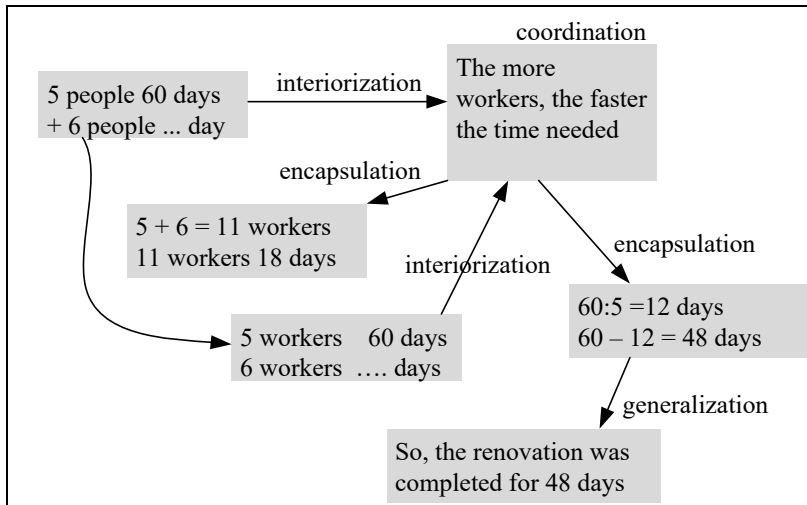 coordination
The more
workers, the faster
the time needed
interiorization
5 people 60 days
+ 6 people ... day
encapsulation
5 + 6 = 11 workers
11 workers 18 days
interiorization
encapsulation
60:5 =12 days
60 – 12 = 48 days
5 workers 60 days
6 workers …. days
generalization
So, the renovation was
completed for 48 days